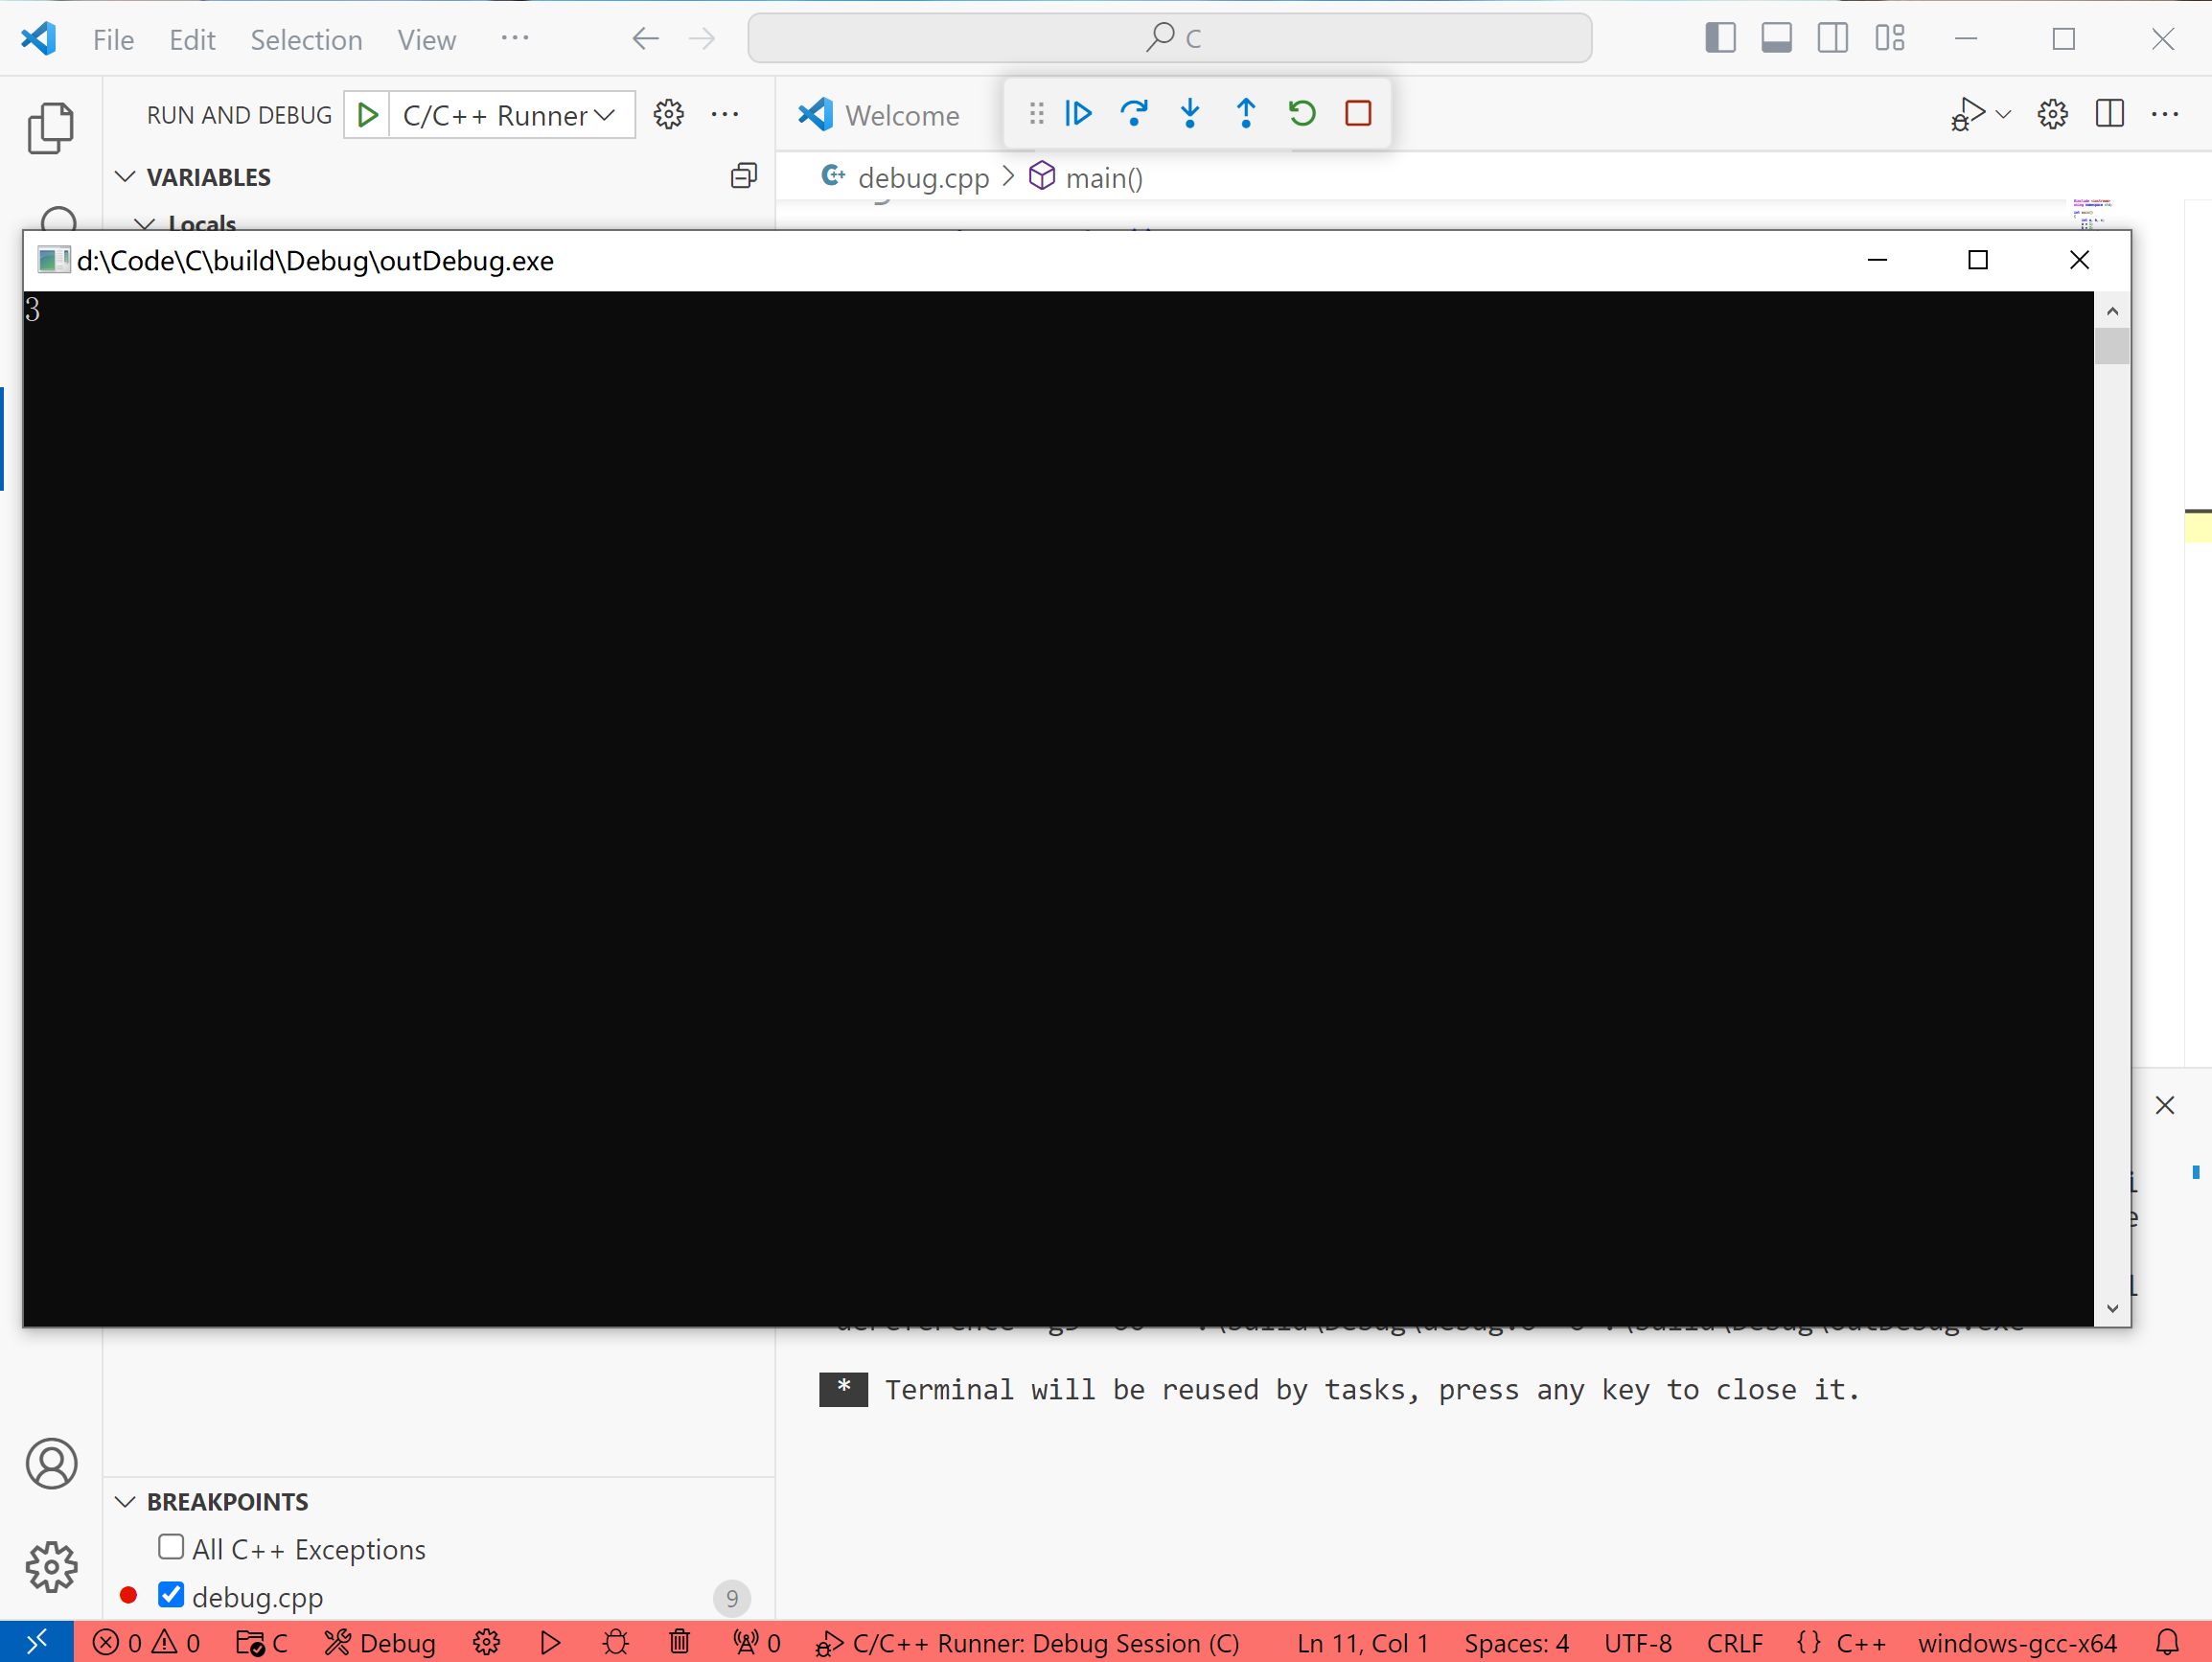 File Edit Selection View ··· C
RUN AND DEBUG C/C++ Runner ··· Welcome
VARIABLES
debug.cpp > main()
Locals
d:\Code\C\build\Debug\outDebug.exe
3
* Terminal will be reused by tasks, press any key to close it.
BREAKPOINTS
All C++ Exceptions
debug.cpp 9
0 0 C Debug 0 C/C++ Runner: Debug Session (C) Ln 11, Col 1 Spaces: 4 UTF-8 CRLF {} C++ windows-gcc-x64